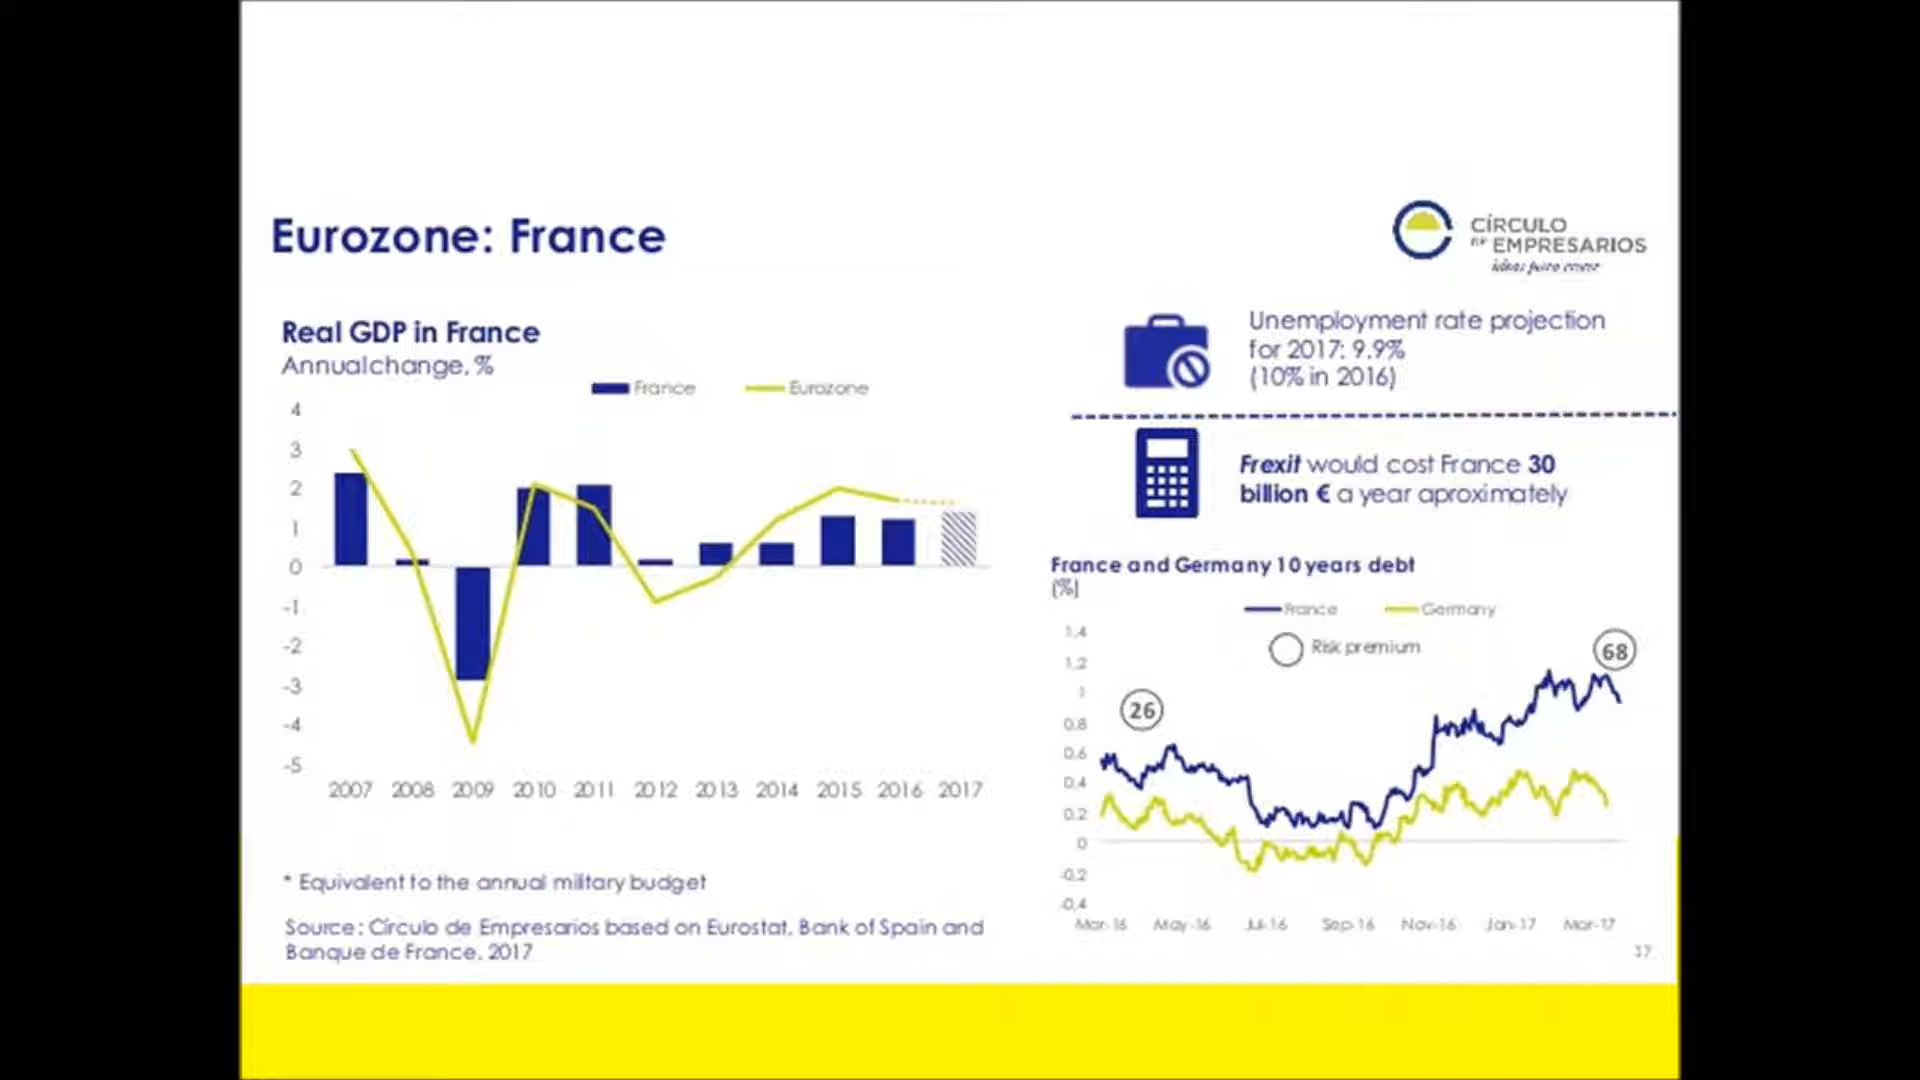 Eurozone: France
CÍRCULO
DE EMPRESARIOS
ideas para crecer
Real GDP in France
Annual change, %
France
Eurozone
4
3
2
1
0
-1
-2
-3
-4
-5
2007 2008 2009 2010 2011 2012 2013 2014 2015 2016 2017
* Equivalent to the annual military budget
Source: Círculo de Empresarios based on Eurostat, Bank of Spain and
Banque de France, 2017
Unemployment rate projection
for 2017: 9.9%
(10% in 2016)
Frexit would cost France 30
billion € a year aproximately
France and Germany 10 years debt
(%)
France
Germany
Risk premium
26
68
1,4
1,2
1
0,8
0,6
0,4
0,2
0
-0,2
-0,4
Mar-16 May-16 Jul-16 Sep-16 Nov-16 Jan-17 Mar-17